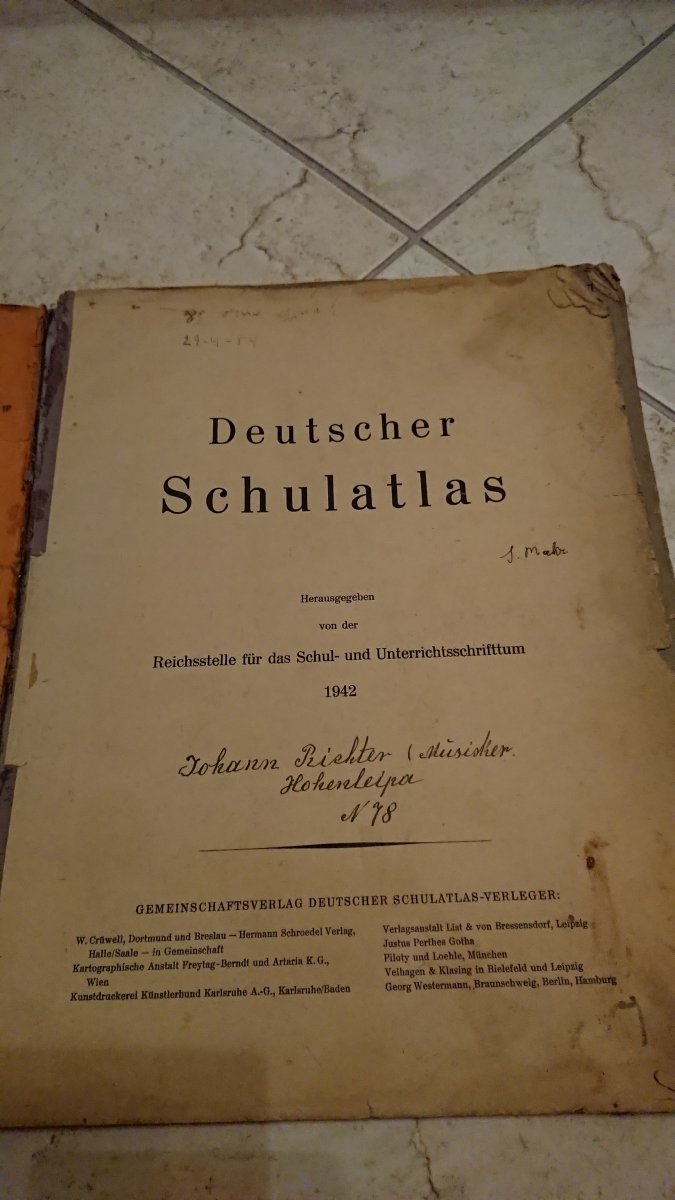 29-4-54
Deutscher
Schulatlas
Herausgegeben
von der
Reichsstelle für das Schul- und Unterrichtsschrifttum
1942
Johann Richter (Músicker.
Hohenleipa
N 78
GEMEINSCHAFTSVERLAG DEUTSCHER SCHULATLAS-VERLEGER:
W. Crüwell, Dortmund und Breslau — Hermann Schroedel Verlag,
Halle/Saale — in Gemeinschaft
Kartographische Anstalt Freytag-Berndt und Artaria K. G.,
Wien
Kunstdruckerei Künstlerbund Karlsruhe A.-G., Karlsruhe/Baden
Verlagsanstalt List & von Bressensdorf, Leipzig
Justus Perthes Gotha
Piloty und Loehle, München
Velhagen & Klasing in Bielefeld und Leipzig
Georg Westermann, Braunschweig, Berlin, Hamburg